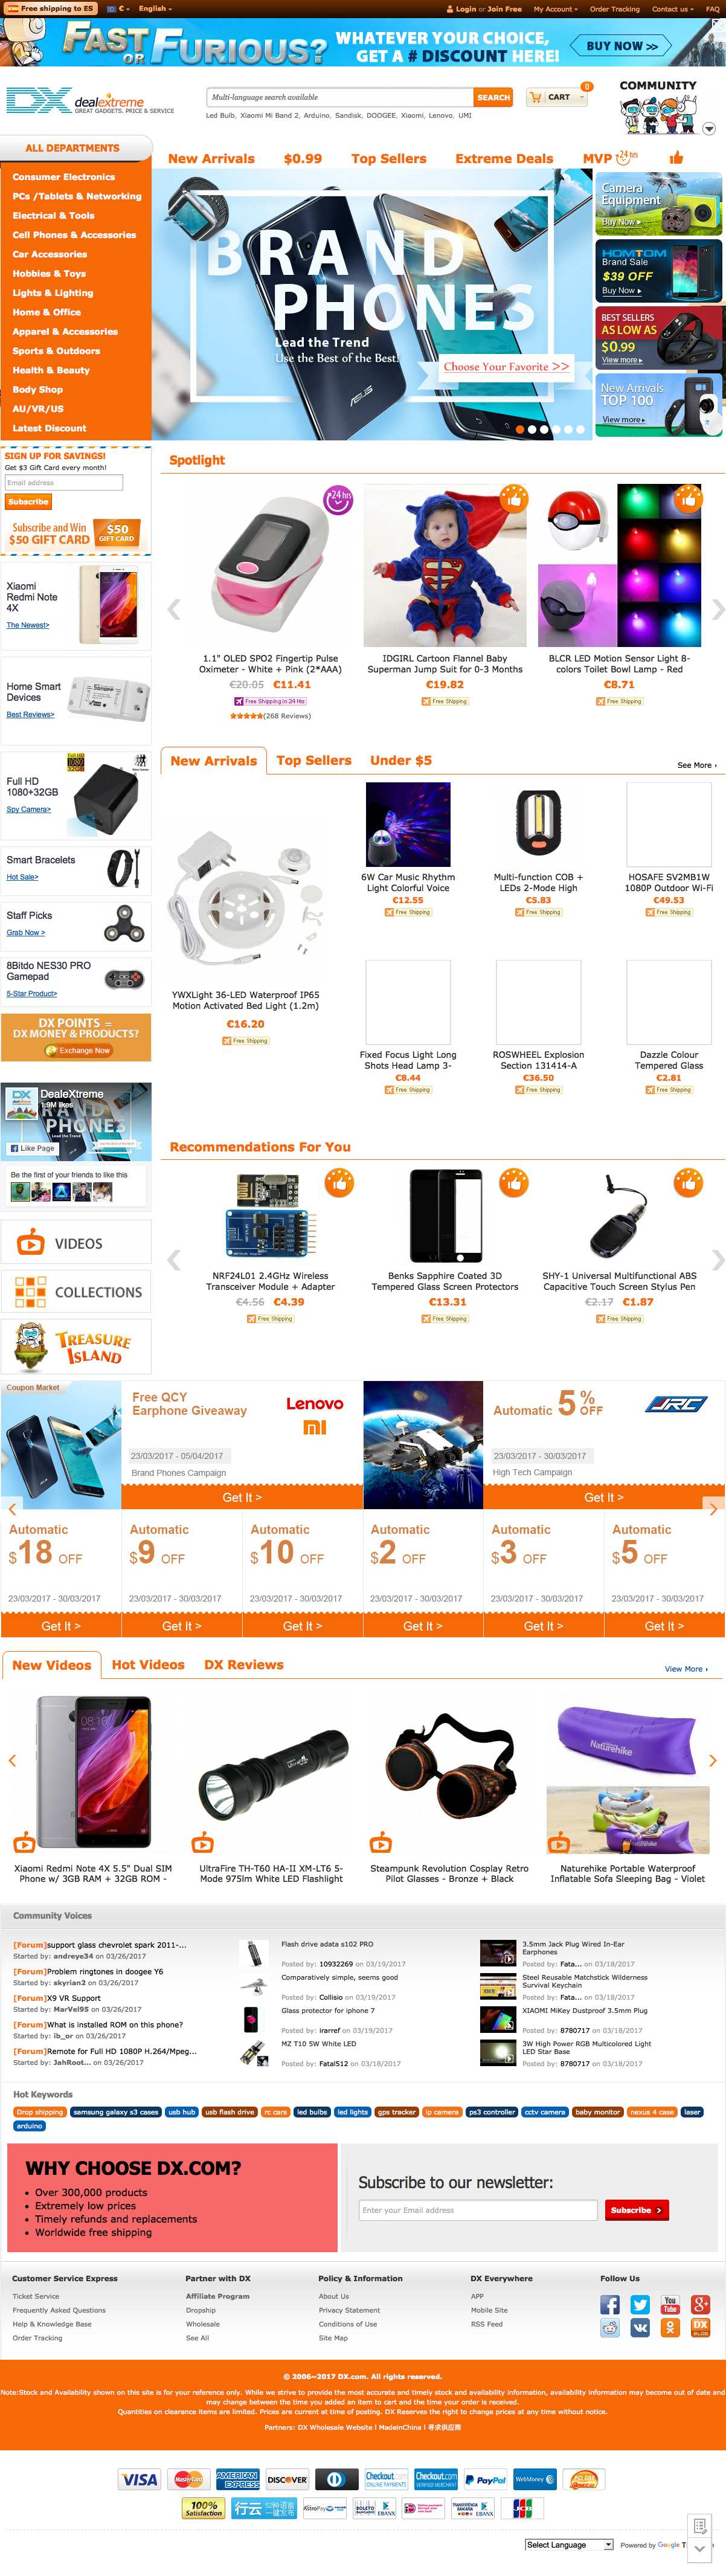 Free shipping to ES
€
English
Login or Join Free
My Account
Order Tracking
Contact us
FAQ
FAST OR FURIOUS?
WHATEVER YOUR CHOICE,
GET A # DISCOUNT HERE!
BUY NOW >>
DX dealextreme
GREAT GADGETS. PRICE & SERVICE
Multi-language search available
SEARCH
CART
0
COMMUNITY
Led Bulb, Xiaomi Mi Band 2, Arduino, Sandisk, DOOGEE, Xiaomi, Lenovo, UMI
ALL DEPARTMENTS
New Arrivals
$0.99
Top Sellers
Extreme Deals
MVP 24 hrs
Consumer Electronics
PCs /Tablets & Networking
Electrical & Tools
Cell Phones & Accessories
Car Accessories
Hobbies & Toys
Lights & Lighting
Home & Office
Apparel & Accessories
Sports & Outdoors
Health & Beauty
Body Shop
AU/VR/US
Latest Discount
BRAND
PHONES
Lead the Trend
Use the Best of the Best!
Choose Your Favorite >>
ASUS
Camera
Equipment
Buy Now
HOMTOM
Brand Sale
$39 OFF
Buy Now
BEST SELLERS
AS LOW AS
$0.99
View more
New Arrivals
TOP 100
View more
SIGN UP FOR SAVINGS!
Get $3 Gift Card every month!
Email address
Subscribe
Subscribe and Win
$50 GIFT CARD
$50
GIFT CARD
Xiaomi
Redmi Note
4X
The Newest>
Home Smart
Devices
Best Reviews>
Full HD
1080+32GB
Spy Camera>
Full HD
1080
32GB
Smart Bracelets
Hot Sale>
Staff Picks
Grab Now >
8Bitdo NES30 PRO
Gamepad
5-Star Product>
DX POINTS =
DX MONEY & PRODUCTS?
Exchange Now
DealeXtreme
1.9M likes
Like Page
Be the first of your friends to like this
VIDEOS
COLLECTIONS
TREASURE
ISLAND
Spotlight
24 hrs
1.1" OLED SPO2 Fingertip Pulse
Oximeter - White + Pink (2*AAA)
€20.05 €11.41
Free Shipping in 24 Hrs
(268 Reviews)
IDGIRL Cartoon Flannel Baby
Superman Jump Suit for 0-3 Months
€19.82
Free Shipping
BLCR LED Motion Sensor Light 8-
colors Toilet Bowl Lamp - Red
€8.71
Free Shipping
New Arrivals
Top Sellers
Under $5
See More
YWXLight 36-LED Waterproof IP65
Motion Activated Bed Light (1.2m)
€16.20
Free Shipping
6W Car Music Rhythm
Light Colorful Voice
€12.55
Free Shipping
Multi-function COB +
LEDs 2-Mode High
€5.83
Free Shipping
HOSAFE SV2MB1W
1080P Outdoor Wi-Fi
€49.53
Free Shipping
Fixed Focus Light Long
Shots Head Lamp 3-
€8.44
Free Shipping
ROSWHEEL Explosion
Section 131414-A
€36.50
Free Shipping
Dazzle Colour
Tempered Glass
€2.81
Free Shipping
Recommendations For You
NRF24L01 2.4GHz Wireless
Transceiver Module + Adapter
€4.56 €4.39
Free Shipping
Benks Sapphire Coated 3D
Tempered Glass Screen Protectors
€13.31
Free Shipping
SHY-1 Universal Multifunctional ABS
Capacitive Touch Screen Stylus Pen
€2.17 €1.87
Free Shipping
Coupon Market
Free QCY
Earphone Giveaway
Lenovo
mi
23/03/2017 - 05/04/2017
Brand Phones Campaign
Get It >
Automatic 5 % OFF
JRC
23/03/2017 - 30/03/2017
High Tech Campaign
Get It >
Automatic
$18 OFF
23/03/2017 - 30/03/2017
Get It >
Automatic
$9 OFF
23/03/2017 - 30/03/2017
Get It >
Automatic
$10 OFF
23/03/2017 - 30/03/2017
Get It >
Automatic
$2 OFF
23/03/2017 - 30/03/2017
Get It >
Automatic
$3 OFF
23/03/2017 - 30/03/2017
Get It >
Automatic
$5 OFF
23/03/2017 - 30/03/2017
Get It >
New Videos
Hot Videos
DX Reviews
View More
Xiaomi Redmi Note 4X 5.5" Dual SIM
Phone w/ 3GB RAM + 32GB ROM -
UltraFire TH-T60 HA-II XM-LT6 5-
Mode 975lm White LED Flashlight
Steampunk Revolution Cosplay Retro
Pilot Glasses - Bronze + Black
Naturehike
Naturehike Portable Waterproof
Inflatable Sofa Sleeping Bag - Violet
Community Voices
[Forum]support glass chevrolet spark 2011-...
Started by: andreye34 on 03/26/2017
[Forum]Problem ringtones in doogee Y6
Started by: skyrian2 on 03/26/2017
[Forum]X9 VR Support
Started by: MarVel95 on 03/26/2017
[Forum]What is installed ROM on this phone?
Started by: ib_or on 03/26/2017
[Forum]Remote for Full HD 1080P H.264/Mpeg...
Started by: JahRoot... on 03/26/2017
Flash drive adata s102 PRO
Posted by: 10932269 on 03/19/2017
Comparatively simple, seems good
Posted by: Collisio on 03/19/2017
Glass protector for iphone 7
Posted by: irarref on 03/19/2017
MZ T10 5W White LED
Posted by: Fatal512 on 03/18/2017
3.5mm Jack Plug Wired In-Ear
Earphones
Posted by: Fata... on 03/18/2017
Steel Reusable Matchstick Wilderness
Survival Keychain
Posted by: Fata... on 03/18/2017
XIAOMI MiKey Dustproof 3.5mm Plug
Posted by: 8780717 on 03/18/2017
3W High Power RGB Multicolored Light
LED Star Base
Posted by: 8780717 on 03/18/2017
Hot Keywords
Drop shipping
samsung galaxy s3 cases
usb hub
usb flash drive
rc cars
led bulbs
led lights
gps tracker
ip camera
ps3 controller
cctv camera
baby monitor
nexus 4 case
laser
arduino
WHY CHOOSE DX.COM?
Over 300,000 products
Extremely low prices
Timely refunds and replacements
Worldwide free shipping
Subscribe to our newsletter:
Enter your Email address
Subscribe >
Customer Service Express
Ticket Service
Frequently Asked Questions
Help & Knowledge Base
Order Tracking
Partner with DX
Affiliate Program
Dropship
Wholesale
See All
Policy & Information
About Us
Privacy Statement
Conditions of Use
Site Map
DX Everywhere
APP
Mobile Site
RSS Feed
Follow Us
You Tube
DX
© 2006~2017 DX.com. All rights reserved.
Note:Stock and Availability shown on this site is for your reference only. While we strive to provide the most accurate and timely stock and availability information, availability information may become out of date and
may change between the time you added an item to cart and the time your order is received.
Quantities on clearance items are limited. Prices are current at time of posting. DX Reserves the right to change prices at any time without notice.
Partners: DX Wholesale Website | MadeinChina | 寻求供应商
VISA
MasterCard
AMERICAN EXPRESS
DISCOVER
Checkout.com
ONLINE PAYMENTS
Checkout.com
VERIFIED MERCHANT
PayPal
WebMoney
100%
Satisfaction
行云
BOLETO BANCARIO EBANX
TRANSFERENCIA BANCARIA EBANX
JCB
Select Language
Powered by Google T